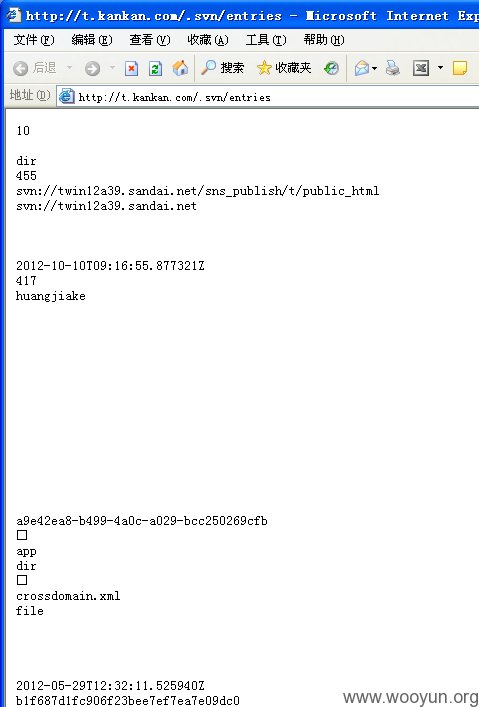 http://t.kankan.com/.svn/entries - Microsoft Internet Exp
文件(F) 编辑(E) 查看(V) 收藏(A) 工具(T) 帮助(H)
后退 搜索 收藏夹
地址(D) http://t.kankan.com/.svn/entries
10
dir
455
svn://twin12a39.sandai.net/sns_publish/t/public_html
svn://twin12a39.sandai.net
2012-10-10T09:16:55.877321Z
417
huangjiake
a9e42ea8-b499-4a0c-a029-bcc250269cfb
□
app
dir
□
crossdomain.xml
file
2012-05-29T12:32:11.525940Z
b1f687d1fc906f23bee7ef7ea7e09dc0
www.wooyun.org